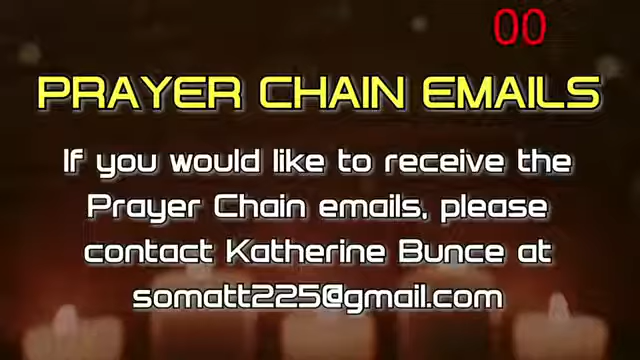 00
PRAYER CHAIN EMAILS
If you would like to receive the
Prayer Chain emails, please
contact Katherine Bunce at
somatt225@gmail.com